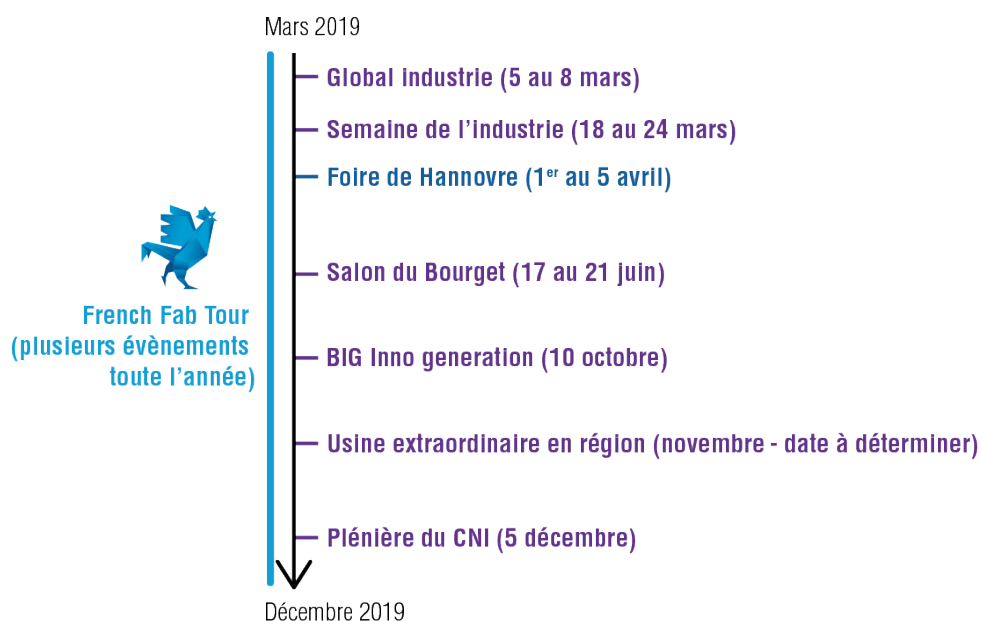 Mars 2019
Global industrie (5 au 8 mars)
Semaine de l’industrie (18 au 24 mars)
Foire de Hannovre (1er au 5 avril)
Salon du Bourget (17 au 21 juin)
French Fab Tour
(plusieurs évènements
toute l’année)
BIG Inno generation (10 octobre)
Usine extraordinaire en région (novembre - date à déterminer)
Plénière du CNI (5 décembre)
Décembre 2019